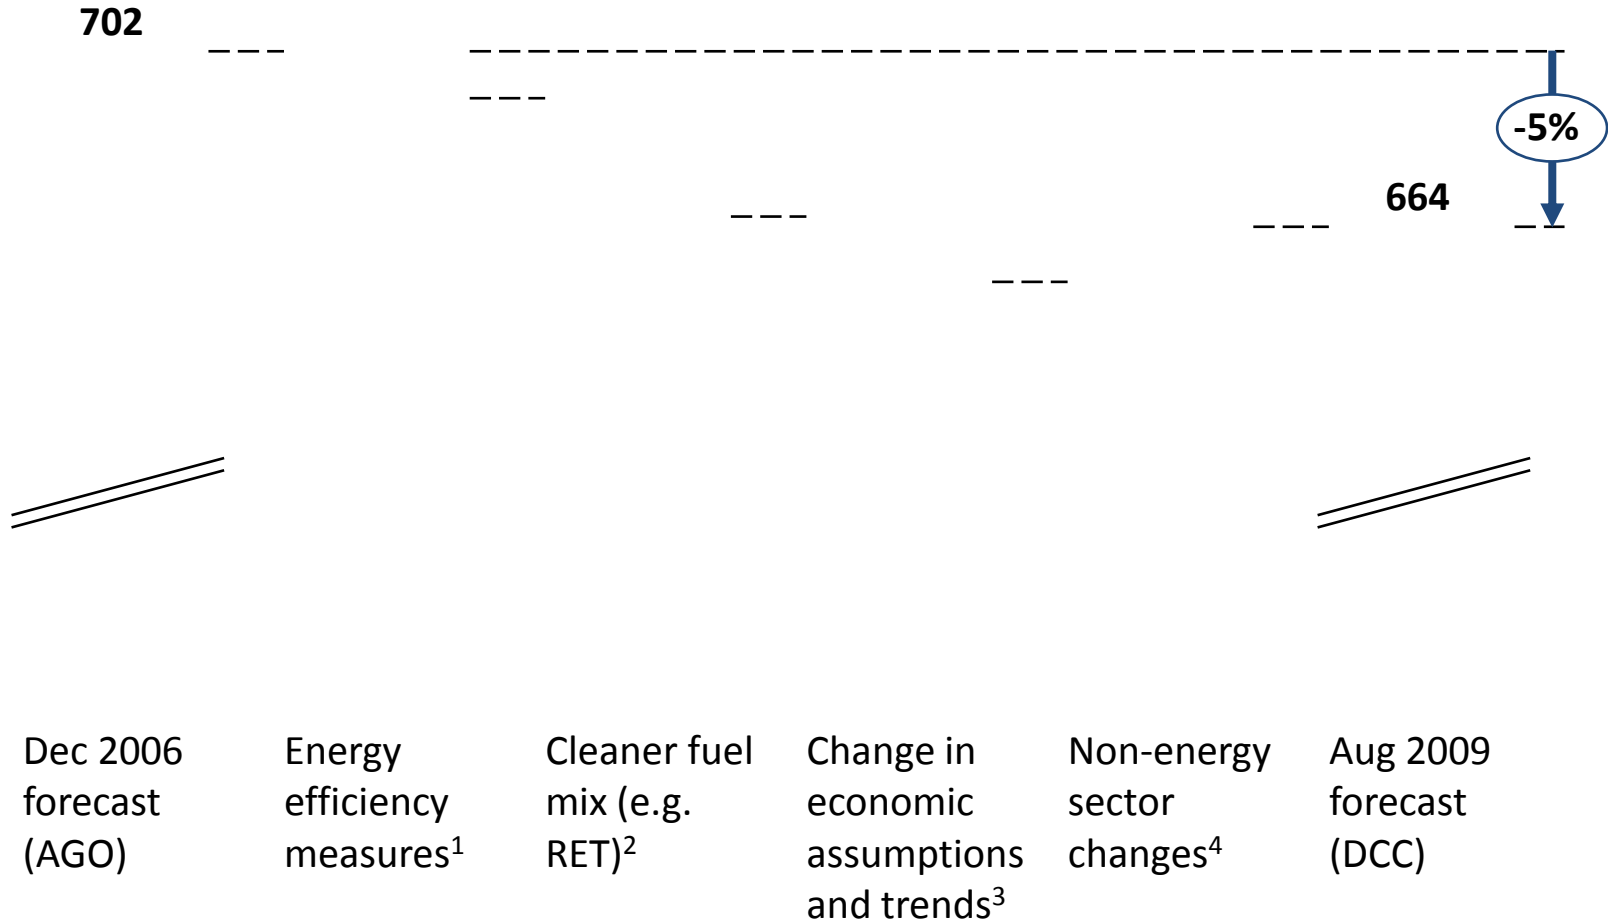 702
-5%
664
Dec 2006
forecast
(AGO)
Energy
efficiency
measures¹
Cleaner fuel
mix (e.g.
RET)²
Change in
economic
assumptions
and trends³
Non-energy
sector
changes⁴
Aug 2009
forecast
(DCC)